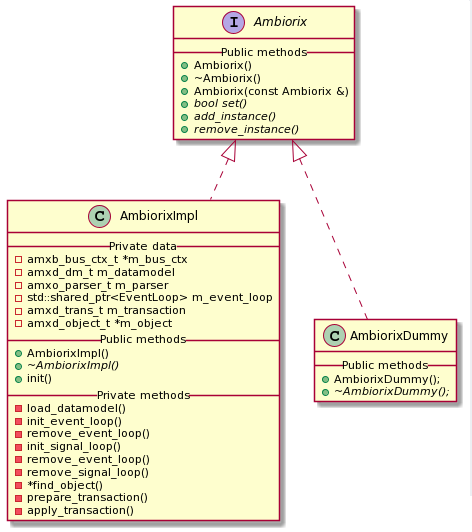 I Ambiorix
Public methods
Ambiorix()
~Ambiorix()
Ambiorix(const Ambiorix &)
bool set()
add_instance()
remove_instance()
C AmbiorixImpl
Private data
amxb_bus_ctx_t *m_bus_ctx
amxd_dm_t m_datamodel
amxo_parser_t m_parser
std::shared_ptr<EventLoop> m_event_loop
amxd_trans_t m_transaction
amxd_object_t *m_object
Public methods
AmbiorixImpl()
~AmbiorixImpl()
init()
Private methods
load_datamodel()
init_event_loop()
remove_event_loop()
init_signal_loop()
remove_event_loop()
remove_signal_loop()
*find_object()
prepare_transaction()
apply_transaction()
C AmbiorixDummy
Public methods
AmbiorixDummy();
~AmbiorixDummy();